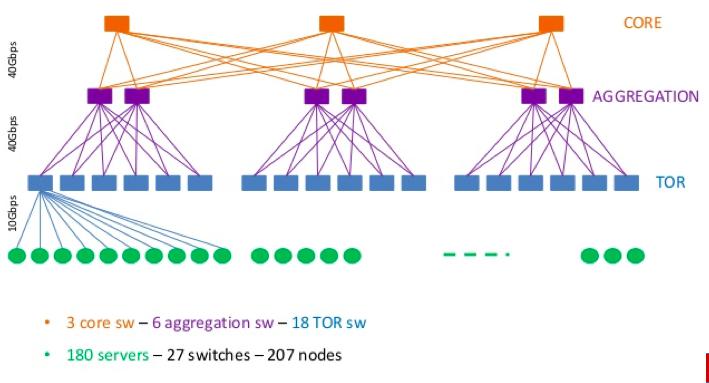 CORE
40Gbps
AGGREGATION
40Gbps
TOR
10Gbps
• 3 core sw – 6 aggregation sw – 18 TOR sw
• 180 servers – 27 switches – 207 nodes